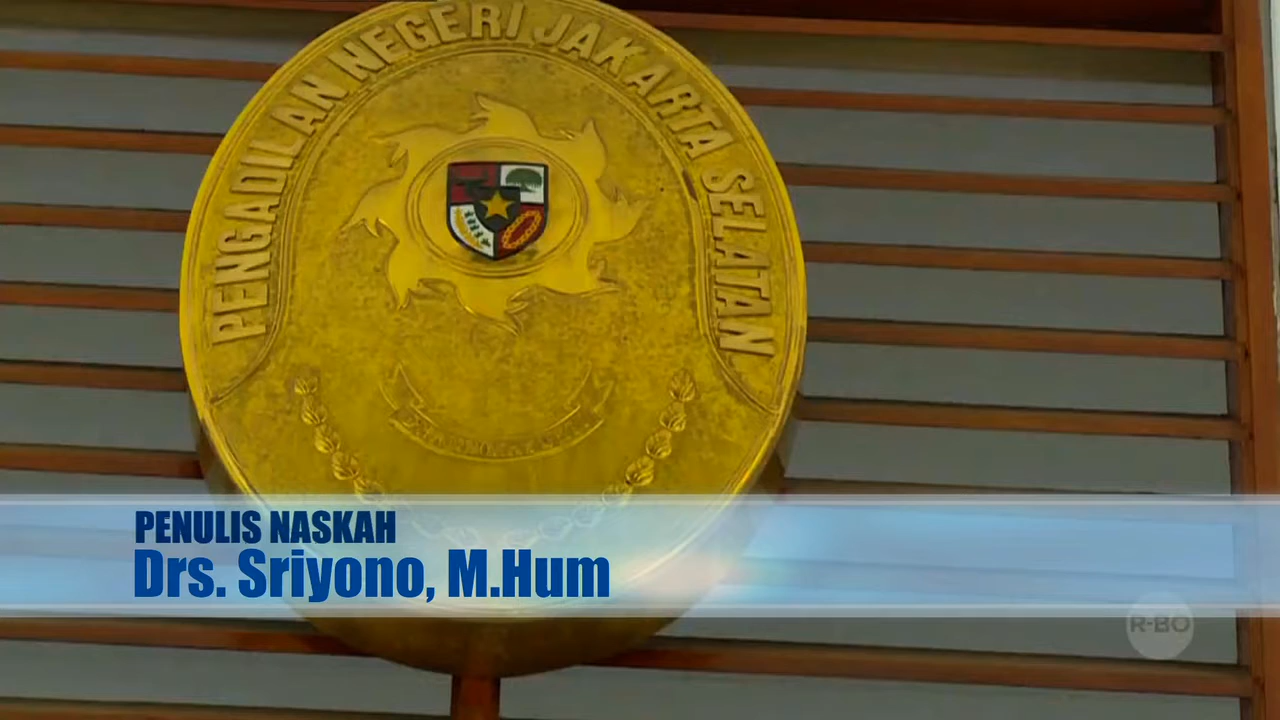 PENGADILAN NEGERI JAKARTA SELATAN
PENULIS NASKAH
Drs. Sriyono, M.Hum
R-BO